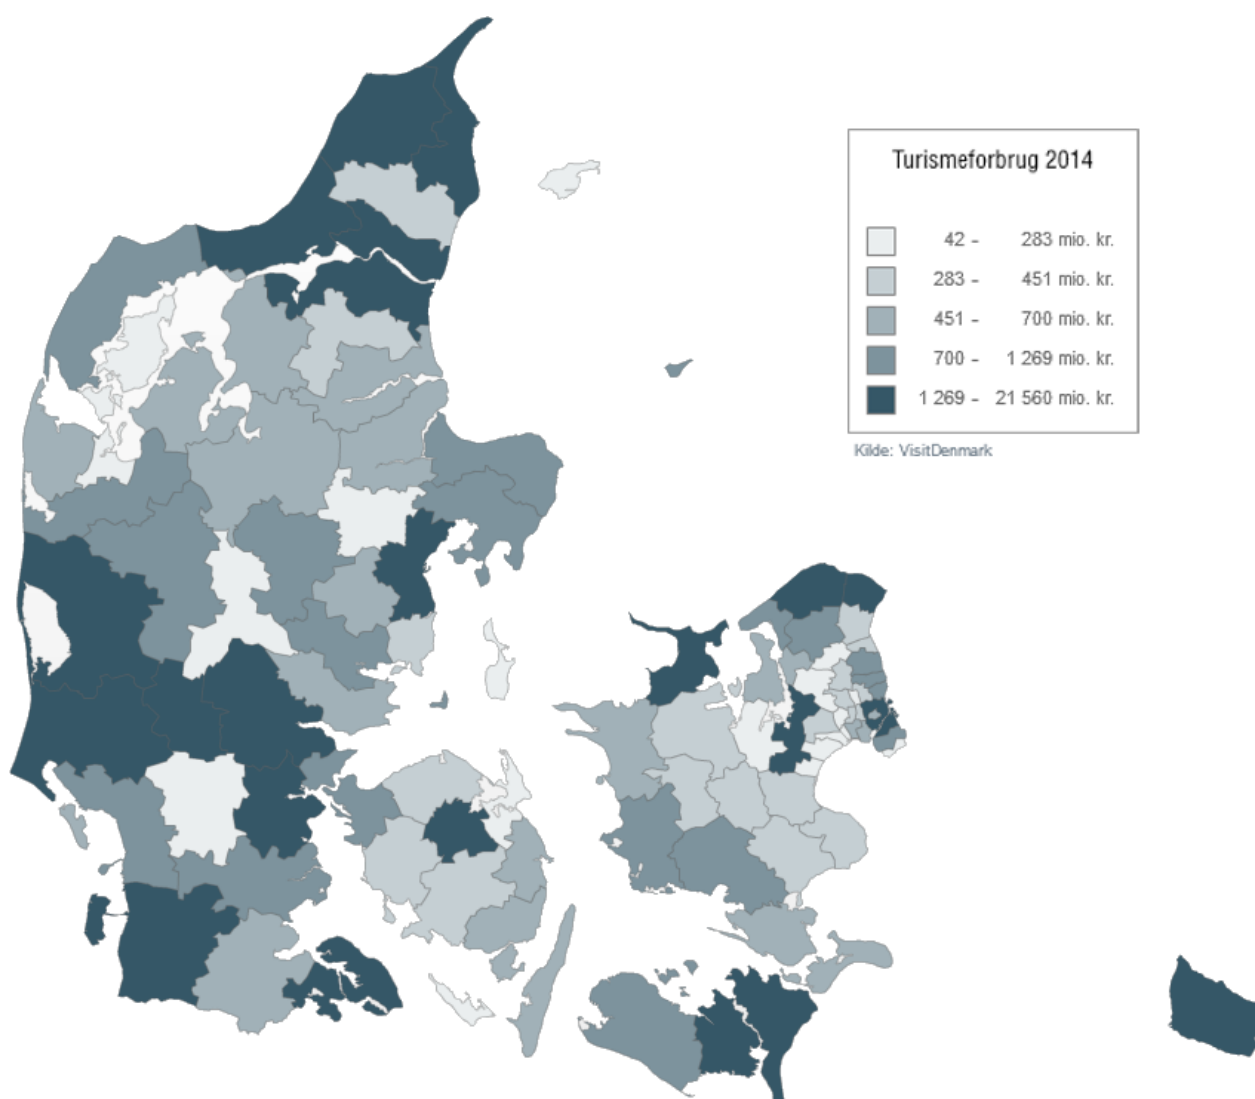 Turismeforbrug 2014
42 - 283 mio. kr.
283 - 451 mio. kr.
451 - 700 mio. kr.
700 - 1 269 mio. kr.
1 269 - 21 560 mio. kr.
Kilde: VisitDenmark